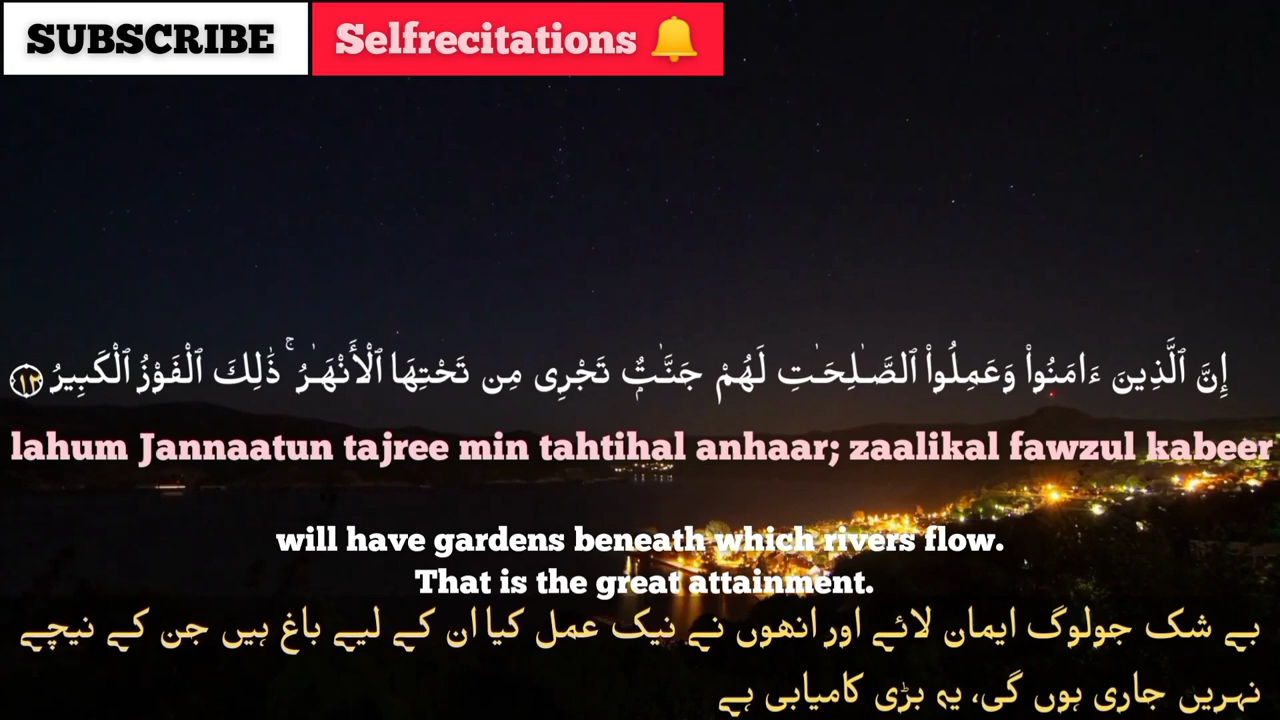 SUBSCRIBE
Selfrecitations 🔔
إِنَّ ٱلَّذِينَ ءَامَنُوا۟ وَعَمِلُوا۟ ٱلصَّـٰلِحَـٰتِ لَهُمْ جَنَّـٰتٌۭ تَجْرِى مِن تَحْتِهَا ٱلْأَنْهَـٰرُ ۚ ذَٰلِكَ ٱلْفَوْزُ ٱلْكَبِيرُ
lahum Jannaatun tajree min tahtihal anhaar; zaalikal fawzul kabeer
will have gardens beneath which rivers flow.
That is the great attainment.
بے شک جولوگ ایمان لائے اور انھوں نے نیک عمل کیا ان کے لیے باغ ہیں جن کے نیچے
نہریں جاری ہوں گی، یہ بڑی کامیابی ہے